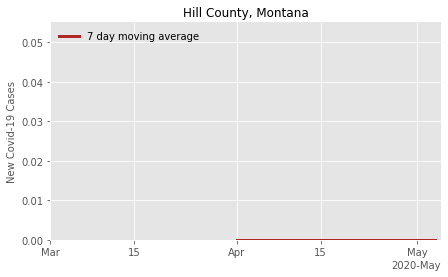 Hill County, Montana
7 day moving average
New Covid-19 Cases
0.05
0.04
0.03
0.02
0.01
0.00
Mar 15 Apr 15 May
2020-May